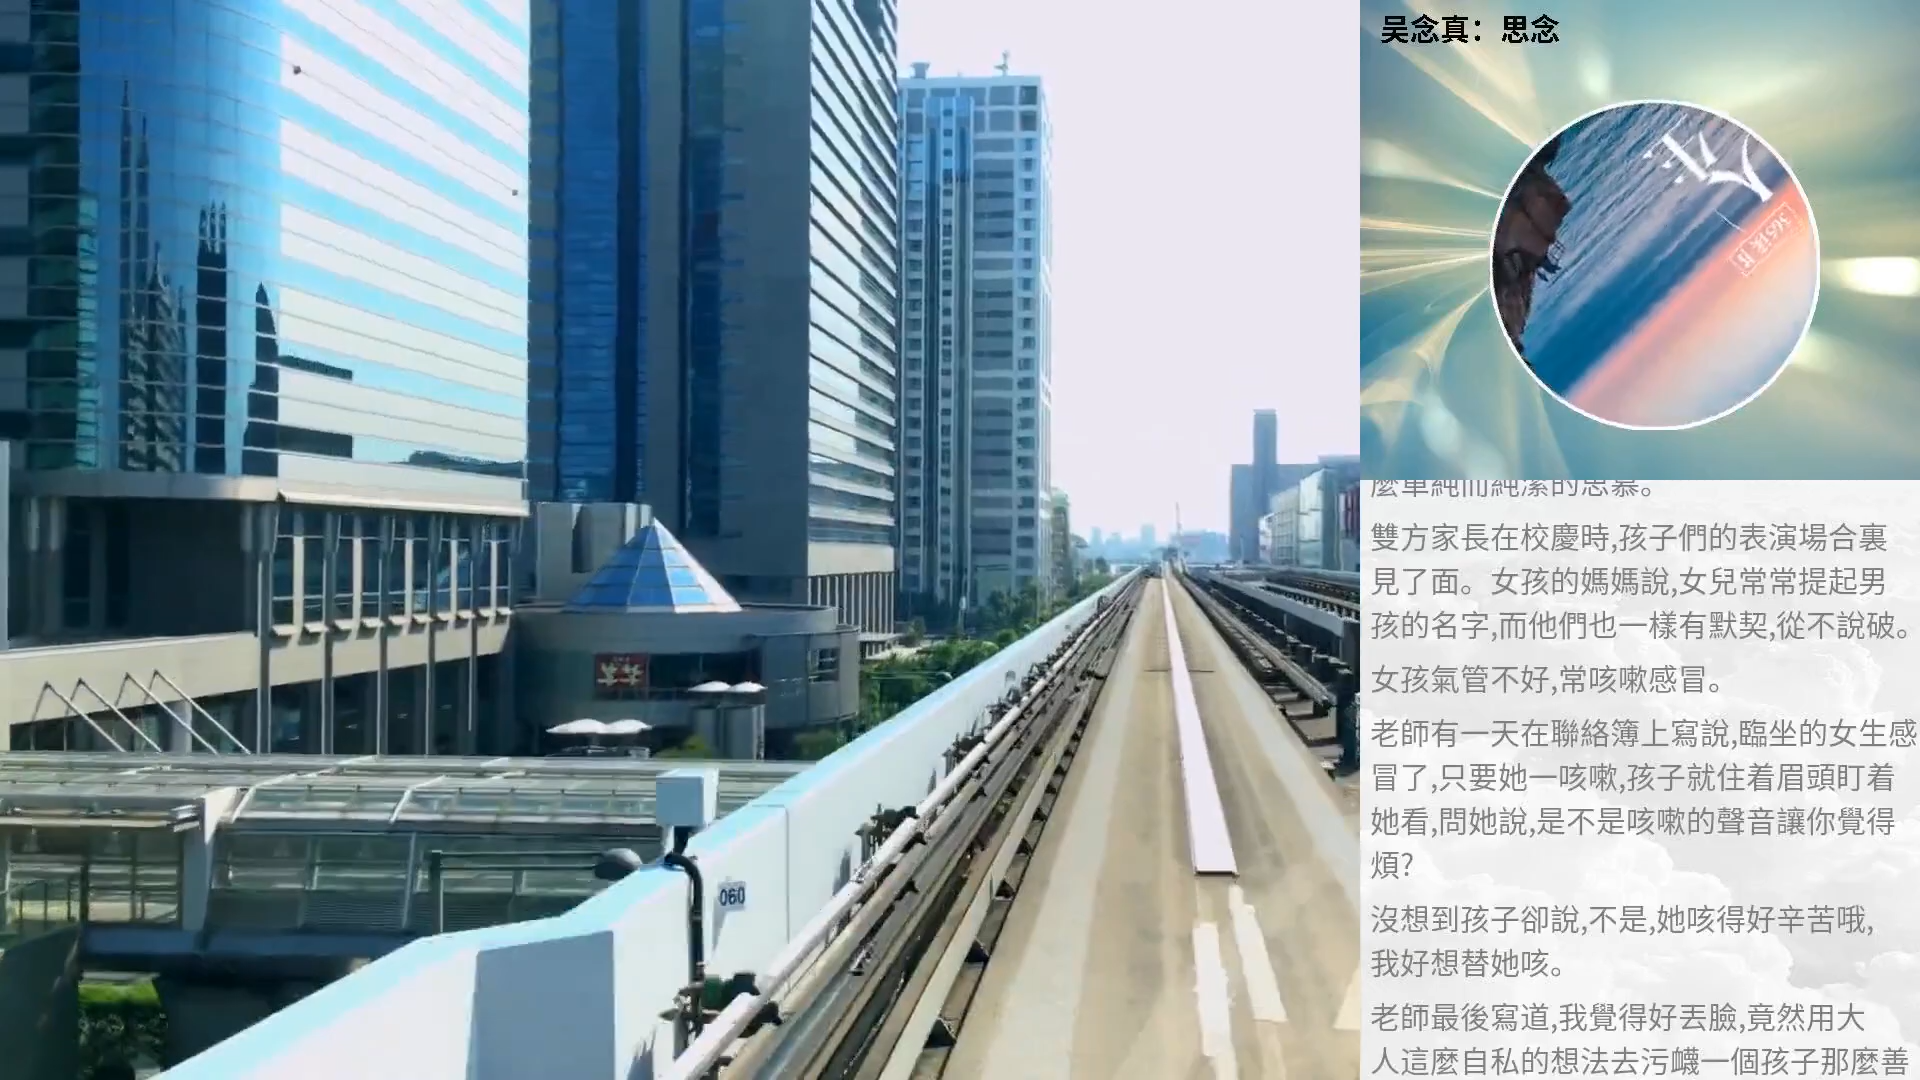 吴念真：思念
麼單純而純潔的思慕。
雙方家長在校慶時,孩子們的表演場合裏
見了面。女孩的媽媽說,女兒常常提起男
孩的名字,而他們也一樣有默契,從不說破。
女孩氣管不好,常咳嗽感冒。
老師有一天在聯絡簿上寫說,臨坐的女生感
冒了,只要她一咳嗽,孩子就住着眉頭盯着
她看,問她說,是不是咳嗽的聲音讓你覺得
煩?
沒想到孩子卻說,不是,她咳得好辛苦哦,
我好想替她咳。
老師最後寫道,我覺得好丟臉,竟然用大
人這麼自私的想法去污衊一個孩子那麼善
060